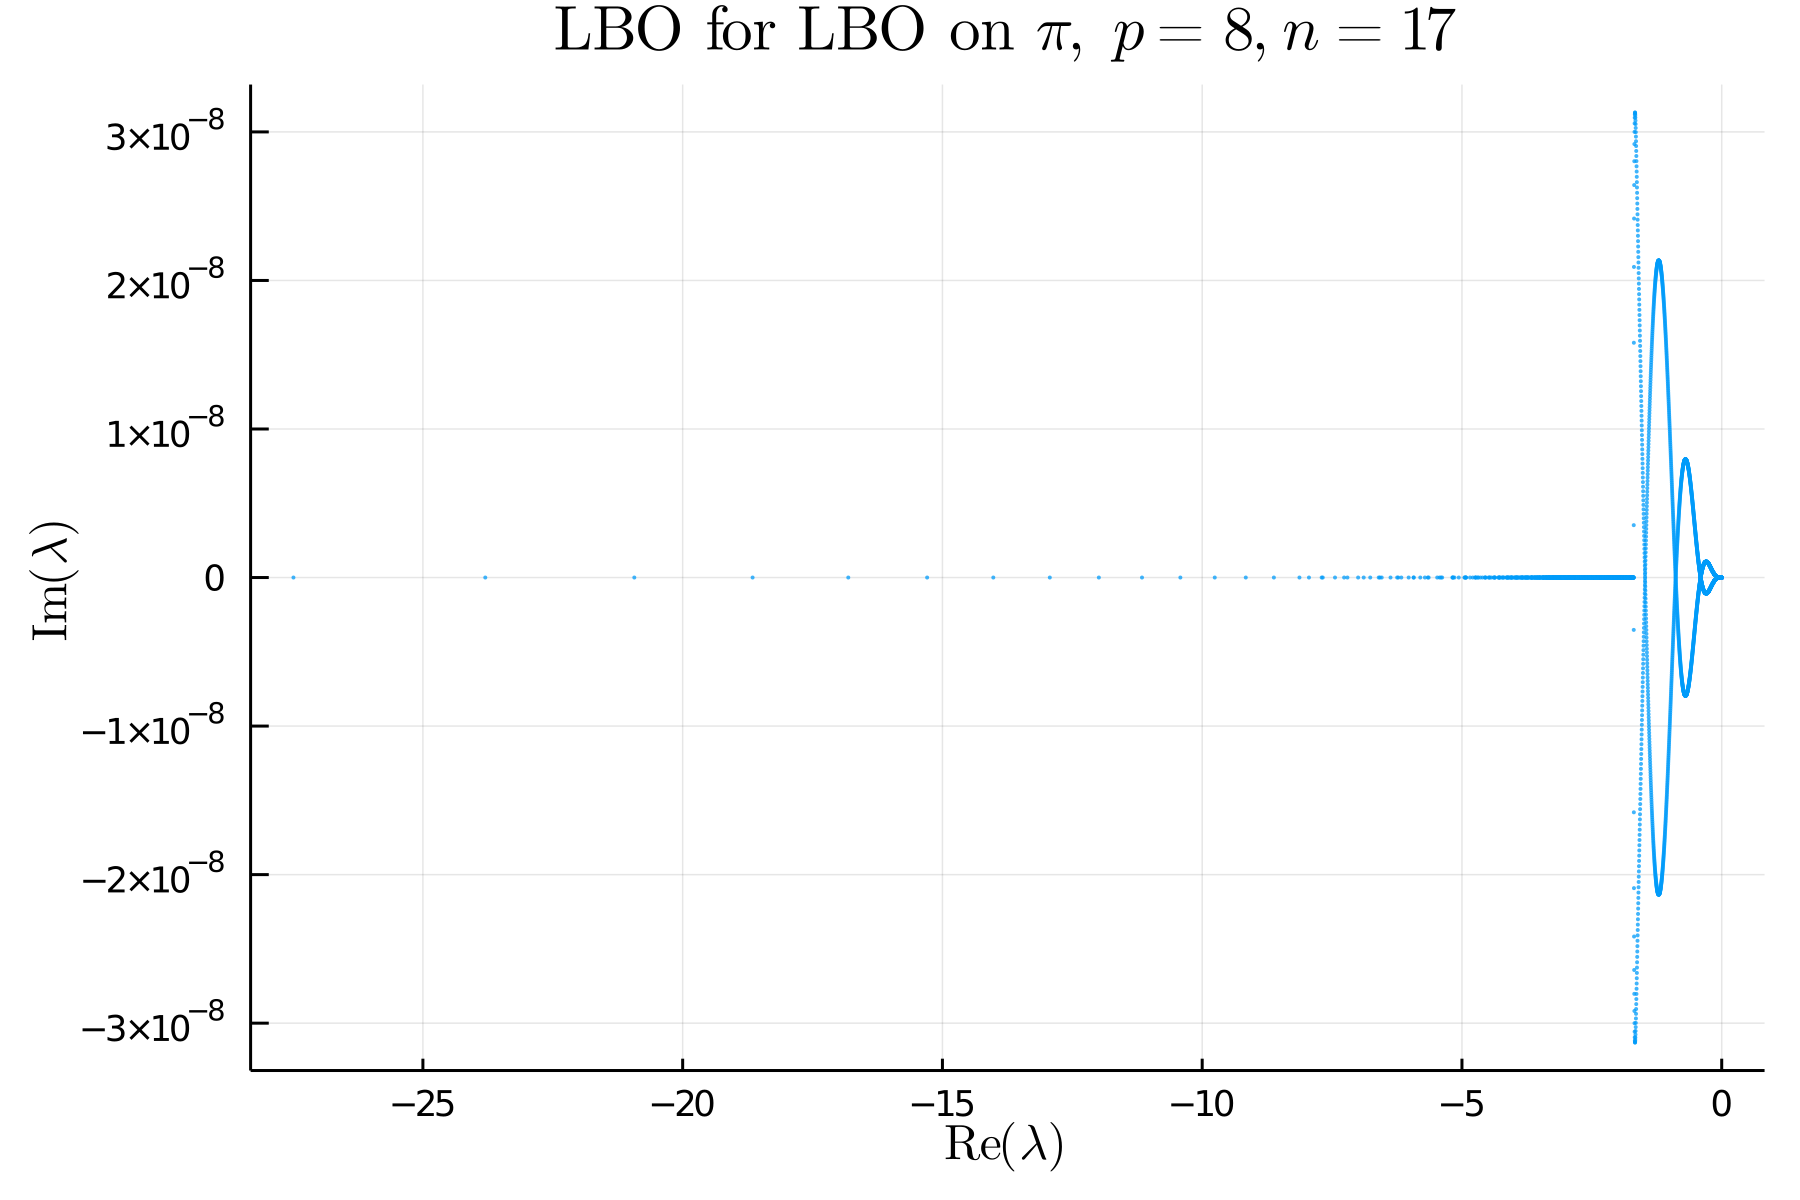 LBO for LBO on π, p = 8, n = 17
3×10⁻⁸
2×10⁻⁸
1×10⁻⁸
0
−1×10⁻⁸
−2×10⁻⁸
−3×10⁻⁸
Im(λ)
−25 −20 −15 −10 −5 0
Re(λ)